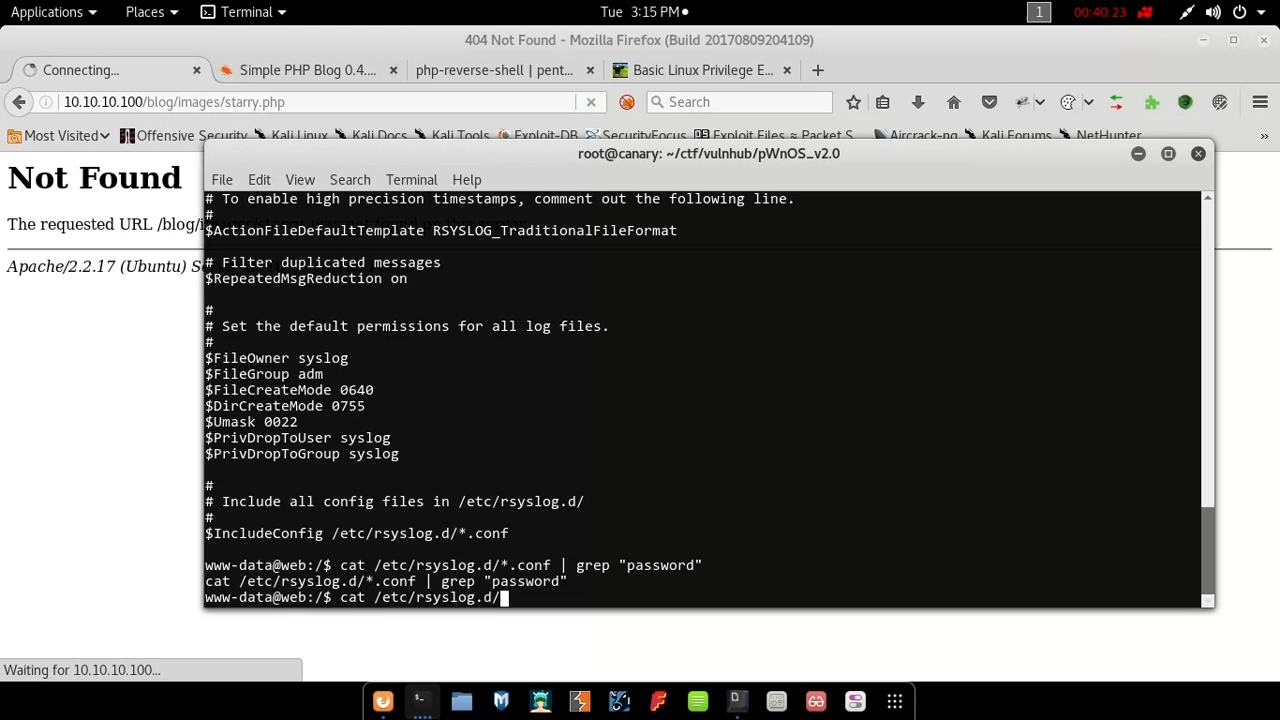 Applications Places Terminal Tue 3:15 PM 1 00:40:23
404 Not Found - Mozilla Firefox (Build 20170809204109)
Connecting... Simple PHP Blog 0.4.... php-reverse-shell | pent... Basic Linux Privilege E...
10.10.10.100/blog/images/starry.php Search
Most Visited Offensive Security Kali Linux Kali Docs Kali Tools Exploit-DB SecurityFocus Exploit Files ≈ Packet S Aircrack-ng Kali Forums NetHunter »
root@canary: ~/ctf/vulnhub/pWnOS_v2.0
Not Found
File Edit View Search Terminal Help
# To enable high precision timestamps, comment out the following line.
#
The requested URL /blog/
$ActionFileDefaultTemplate RSYSLOG_TraditionalFileFormat
# Filter duplicated messages
Apache/2.2.17 (Ubuntu) S
$RepeatedMsgReduction on
#
# Set the default permissions for all log files.
#
$FileOwner syslog
$FileGroup adm
$FileCreateMode 0640
$DirCreateMode 0755
$Umask 0022
$PrivDropToUser syslog
$PrivDropToGroup syslog
#
# Include all config files in /etc/rsyslog.d/
#
$IncludeConfig /etc/rsyslog.d/*.conf
www-data@web:/$ cat /etc/rsyslog.d/*.conf | grep "password"
cat /etc/rsyslog.d/*.conf | grep "password"
www-data@web:/$ cat /etc/rsyslog.d/
Waiting for 10.10.10.100...